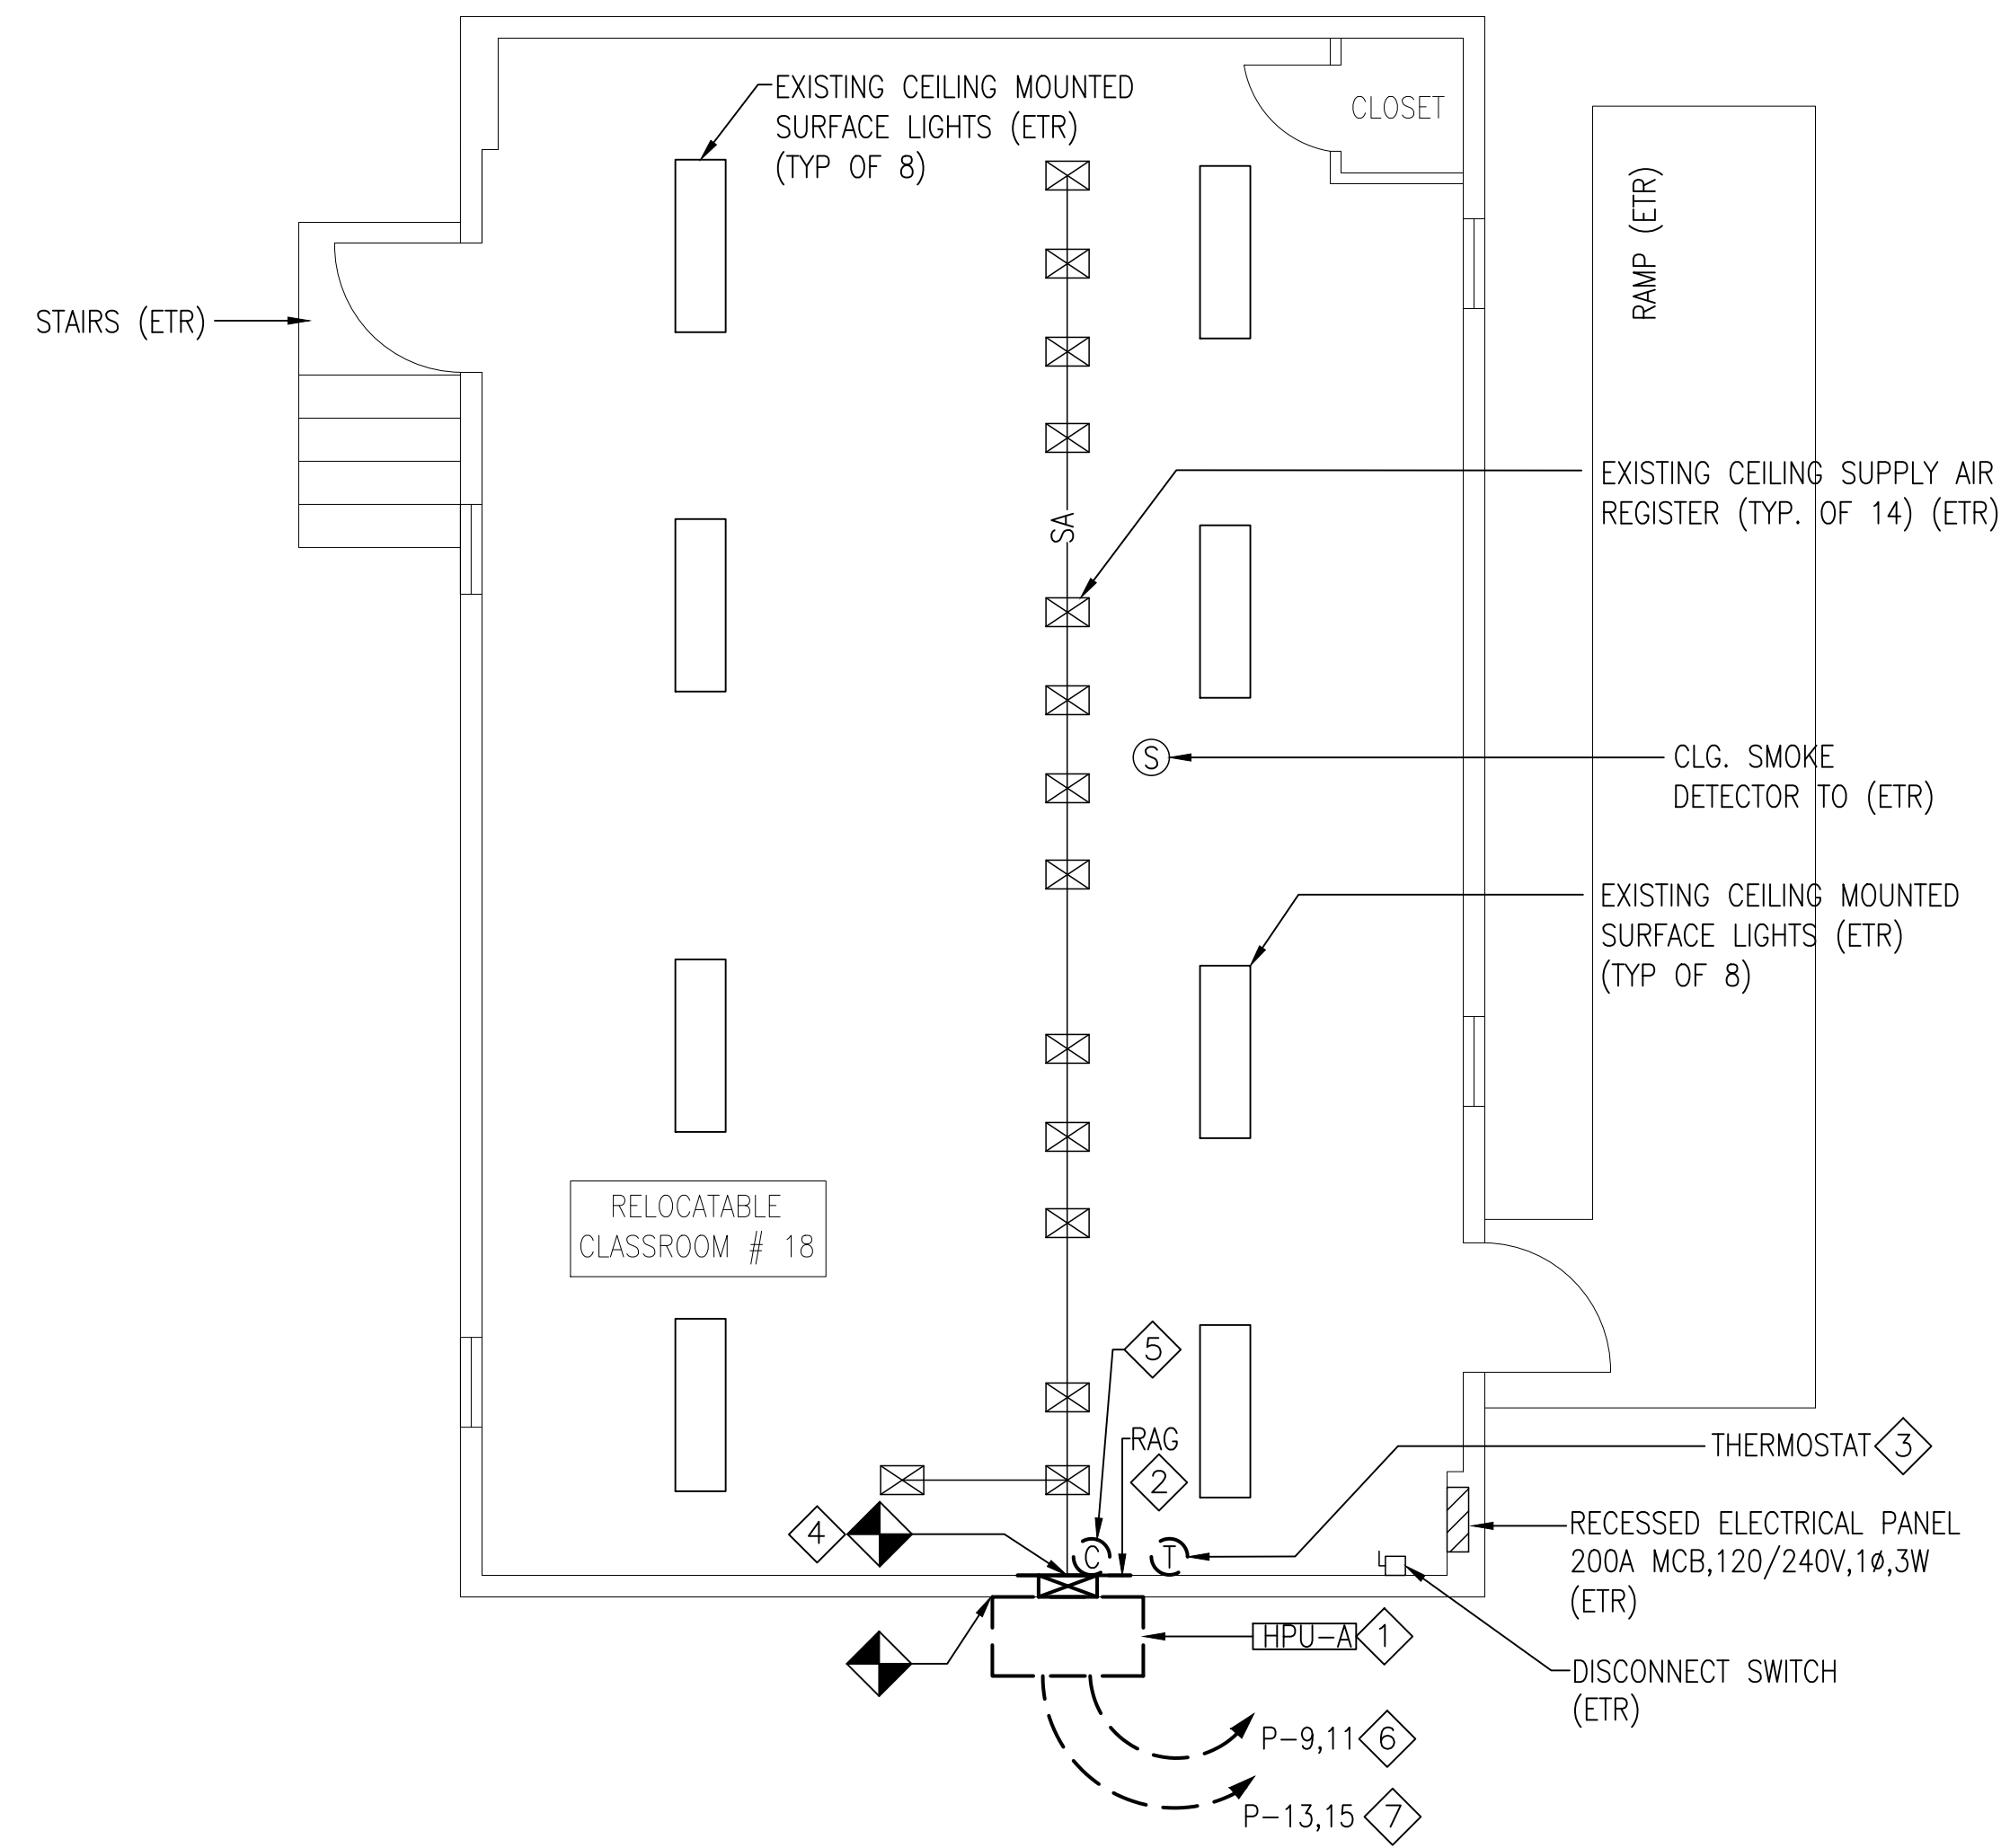 EXISTING CEILING MOUNTED
SURFACE LIGHTS (ETR)
(TYP OF 8)
CLOSET
RAMP (ETR)
STAIRS (ETR)
SA
EXISTING CEILING SUPPLY AIR
REGISTER (TYP. OF 14) (ETR)
S
CLG. SMOKE
DETECTOR TO (ETR)
EXISTING CEILING MOUNTED
SURFACE LIGHTS (ETR)
(TYP OF 8)
RELOCATABLE
CLASSROOM # 18
5
RAG
2
THERMOSTAT 3
4
C
T
RECESSED ELECTRICAL PANEL
200A MCB,120/240V,1ø,3W
(ETR)
HPU-A 1
DISCONNECT SWITCH
(ETR)
P-9,11 6
P-13,15 7